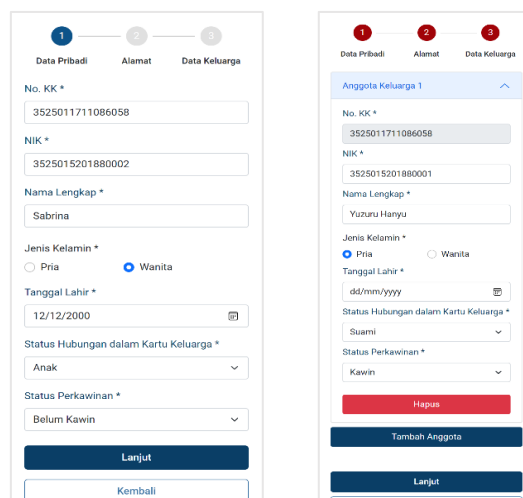 1 2 3
Data Pribadi Alamat Data Keluarga
No. KK *
3525011711086058
NIK *
3525015201880002
Nama Lengkap *
Sabrina
Jenis Kelamin *
Pria Wanita
Tanggal Lahir *
12/12/2000
Status Hubungan dalam Kartu Keluarga *
Anak
Status Perkawinan *
Belum Kawin
Lanjut
Kembali
1 2 3
Data Pribadi Alamat Data Keluarga
Anggota Keluarga 1
No. KK *
3525011711086058
NIK *
3525015201880001
Nama Lengkap *
Yuzuru Hanyu
Jenis Kelamin *
Pria Wanita
Tanggal Lahir *
dd/mm/yyyy
Status Hubungan dalam Kartu Keluarga *
Suami
Status Perkawinan *
Kawin
Hapus
Tambah Anggota
Lanjut